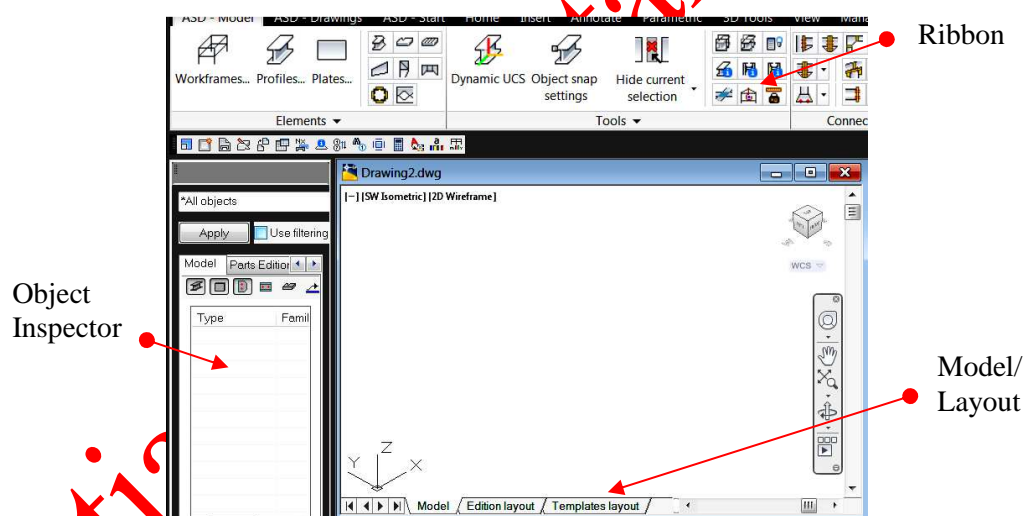 ASD - Model ASD - Drawings ASD - Start Home Insert Annotate Parametric 3D Tools View Mana
Ribbon
Workframes... Profiles... Plates...
Dynamic UCS Object snap settings Hide current selection
Elements Tools Connec
Drawing2.dwg
[−] [SW Isometric] [2D Wireframe]
*All objects
Apply Use filtering
WCS
Model Parts Edition
Object
Inspector
Type Famil
Model/
Layout
Z
Y X
Model Edition layout Templates layout